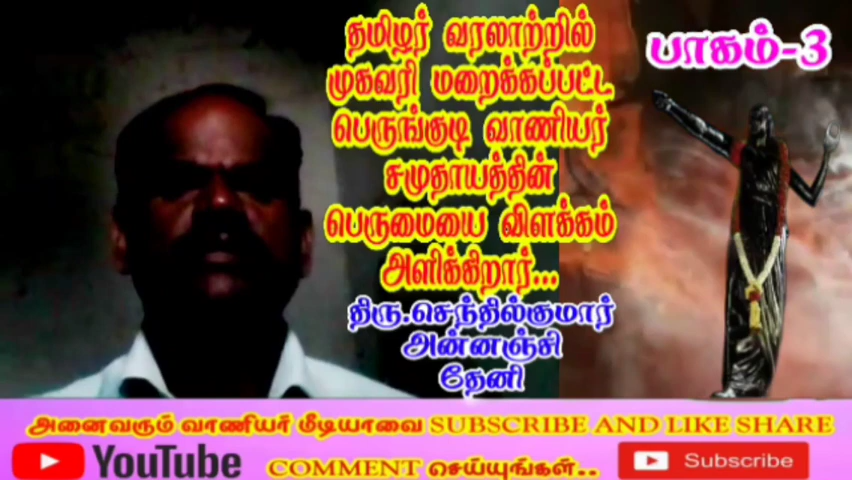 தமிழர் வரலாற்றில்
முகவரி மறைக்கப்பட்ட
பெருங்குடி வாணியர்
சமுதாயத்தின்
பெருமையை விளக்கம்
அளிக்கிறார்...
திரு.செந்தில்குமார்
அன்னஞ்சி
தேனி
பாகம்-3
அனைவரும் வாணியர் மீடியாவை SUBSCRIBE AND LIKE SHARE
YouTube COMMENT செய்யுங்கள்.. Subscribe